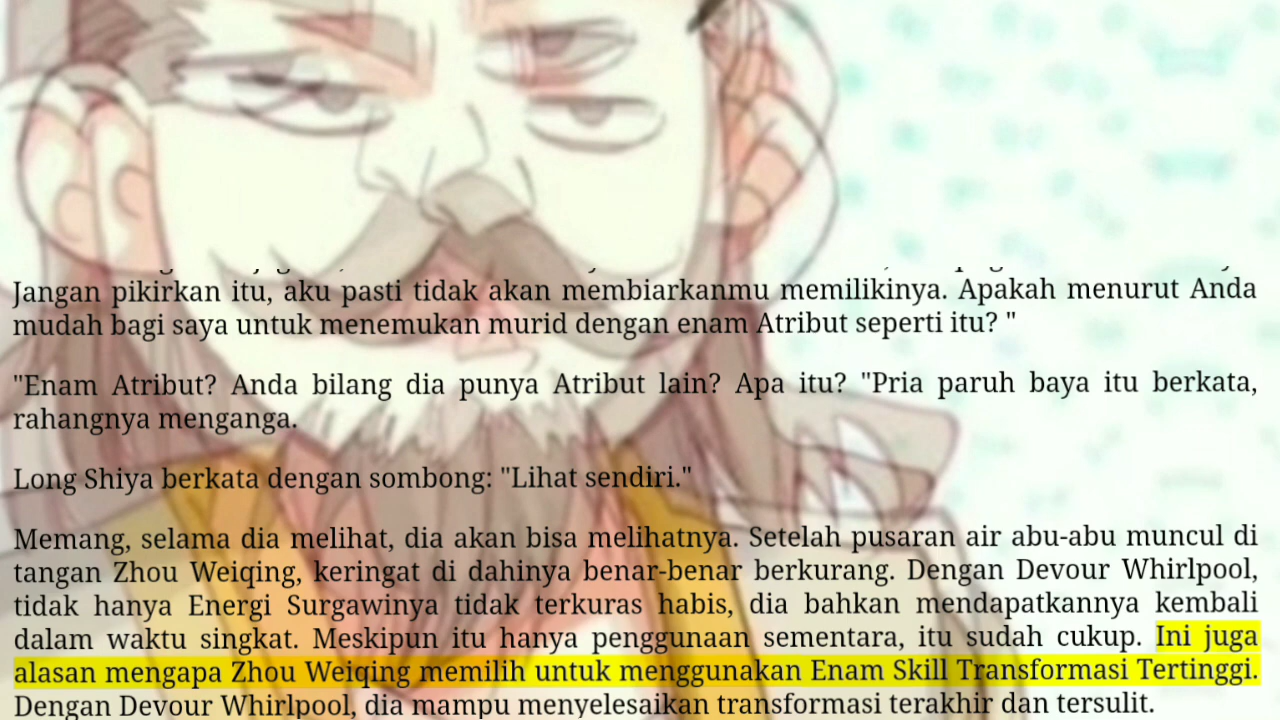 Jangan pikirkan itu, aku pasti tidak akan membiarkanmu memilikinya. Apakah menurut Anda
mudah bagi saya untuk menemukan murid dengan enam Atribut seperti itu? "
"Enam Atribut? Anda bilang dia punya Atribut lain? Apa itu? "Pria paruh baya itu berkata,
rahangnya menganga.
Long Shiya berkata dengan sombong: "Lihat sendiri."
Memang, selama dia melihat, dia akan bisa melihatnya. Setelah pusaran air abu-abu muncul di
tangan Zhou Weiqing, keringat di dahinya benar-benar berkurang. Dengan Devour Whirlpool,
tidak hanya Energi Surgawinya tidak terkuras habis, dia bahkan mendapatkannya kembali
dalam waktu singkat. Meskipun itu hanya penggunaan sementara, itu sudah cukup. Ini juga
alasan mengapa Zhou Weiqing memilih untuk menggunakan Enam Skill Transformasi Tertinggi.
Dengan Devour Whirlpool, dia mampu menyelesaikan transformasi terakhir dan tersulit.